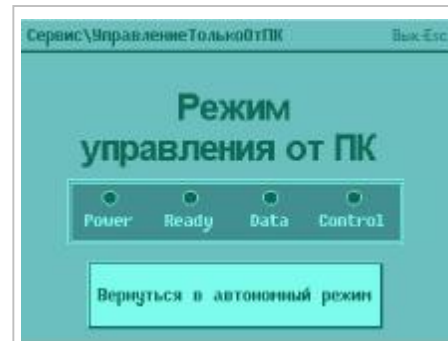 Сервис\УправлениеТолькоОтПК Вых-Esc
Режим
управления от ПК
Power Ready Data Control
Вернуться в автономный режим